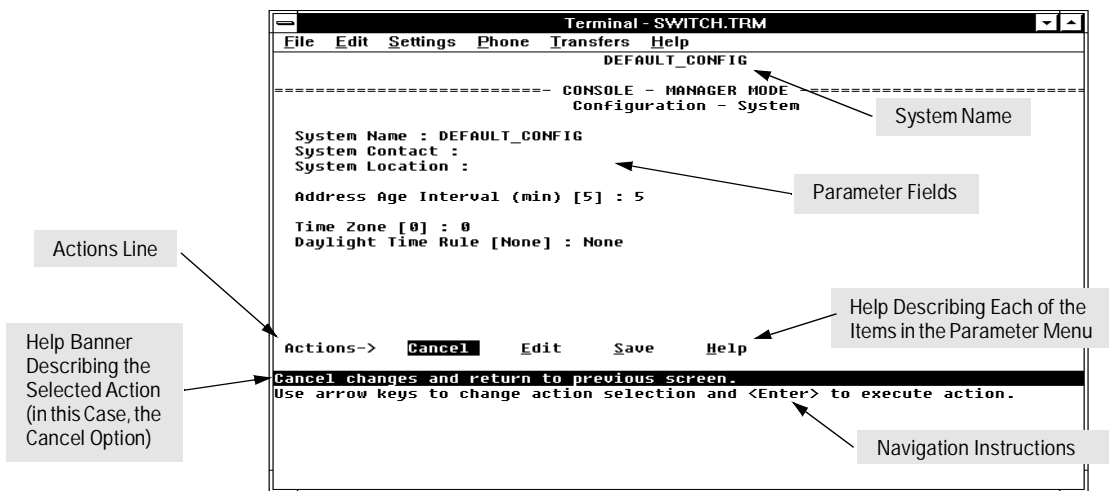 Terminal - SWITCH.TRM
File Edit Settings Phone Transfers Help
DEFAULT_CONFIG
==========================- CONSOLE - MANAGER MODE -===========================
Configuration - System
System Name
System Name : DEFAULT_CONFIG
System Contact :
System Location :
Parameter Fields
Address Age Interval (min) [5] : 5
Time Zone [0] : 0
Daylight Time Rule [None] : None
Actions Line
Help Describing Each of the
Items in the Parameter Menu
Actions-> Cancel Edit Save Help
Help Banner
Describing the
Selected Action
(in this Case, the
Cancel Option)
Cancel changes and return to previous screen.
Use arrow keys to change action selection and <Enter> to execute action.
Navigation Instructions